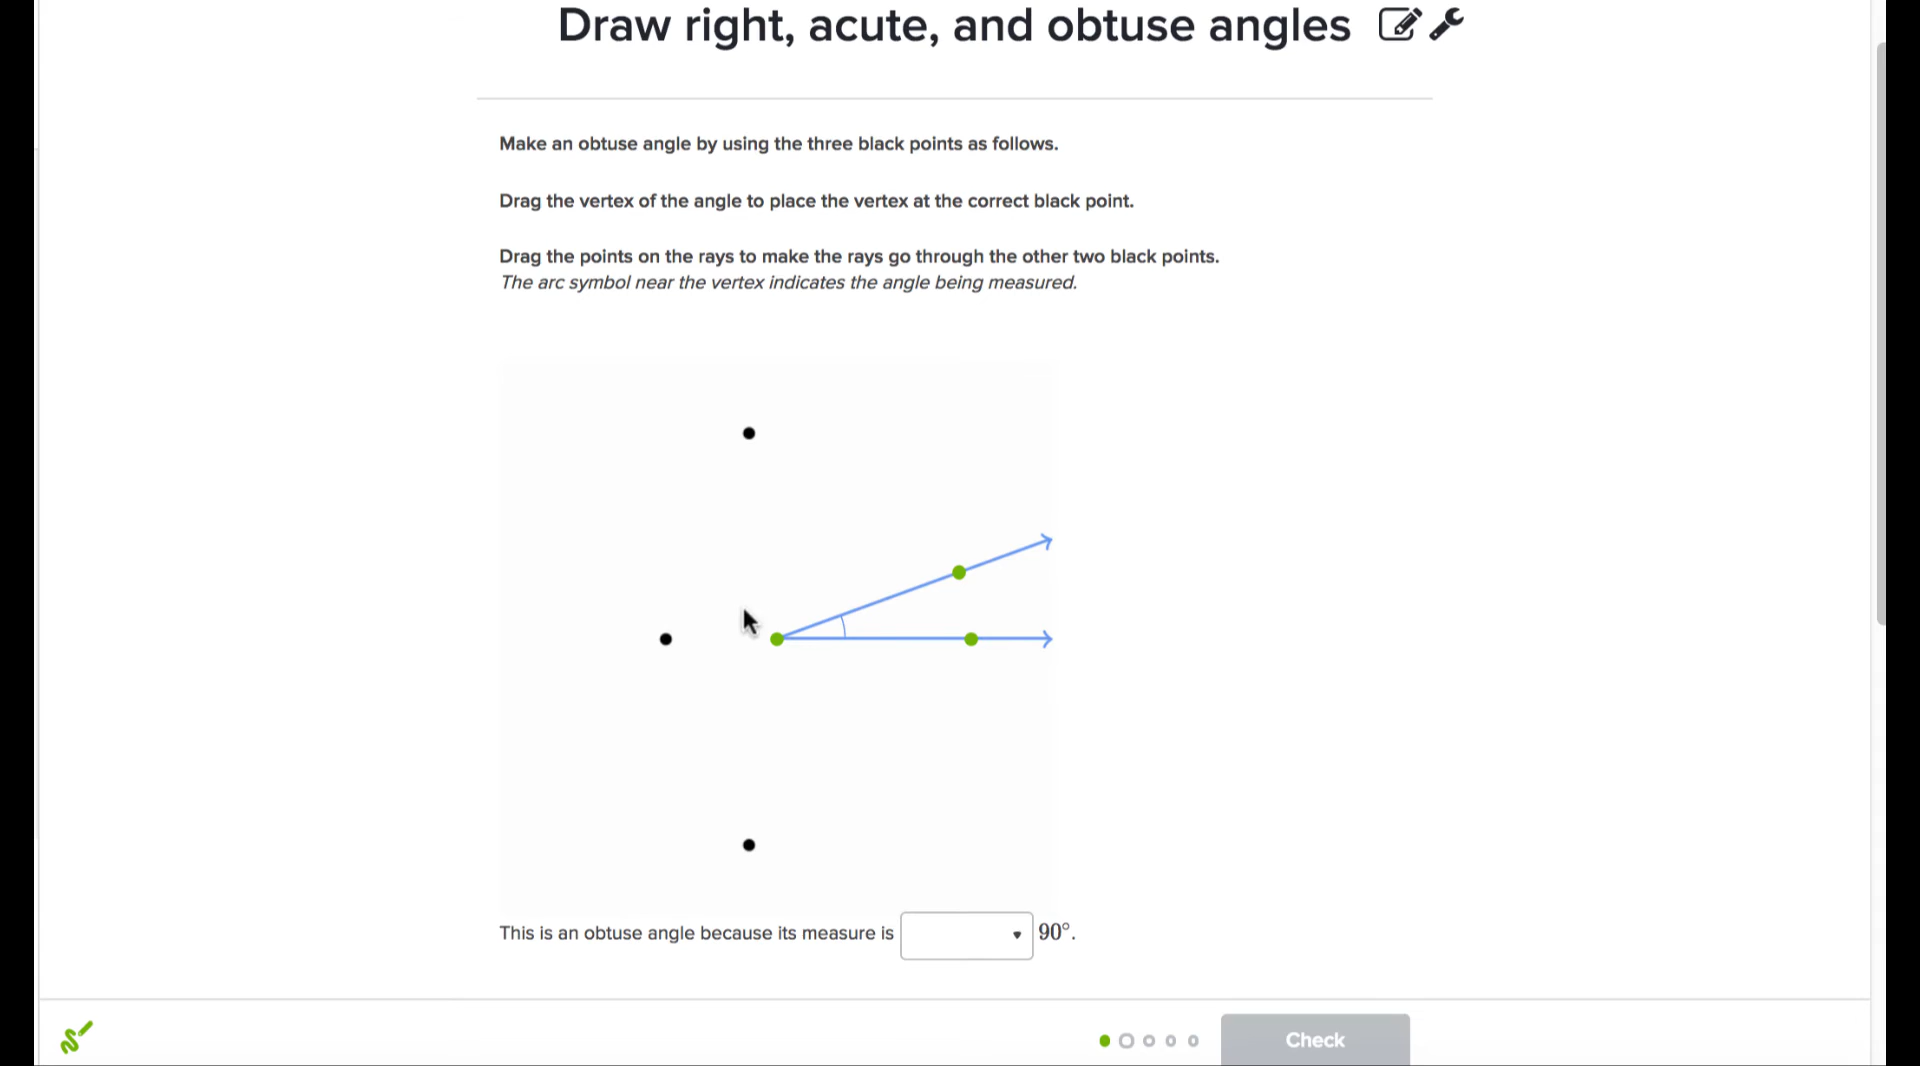 Draw right, acute, and obtuse angles
Make an obtuse angle by using the three black points as follows.
Drag the vertex of the angle to place the vertex at the correct black point.
Drag the points on the rays to make the rays go through the other two black points.
The arc symbol near the vertex indicates the angle being measured.
This is an obtuse angle because its measure is 90°.
Check